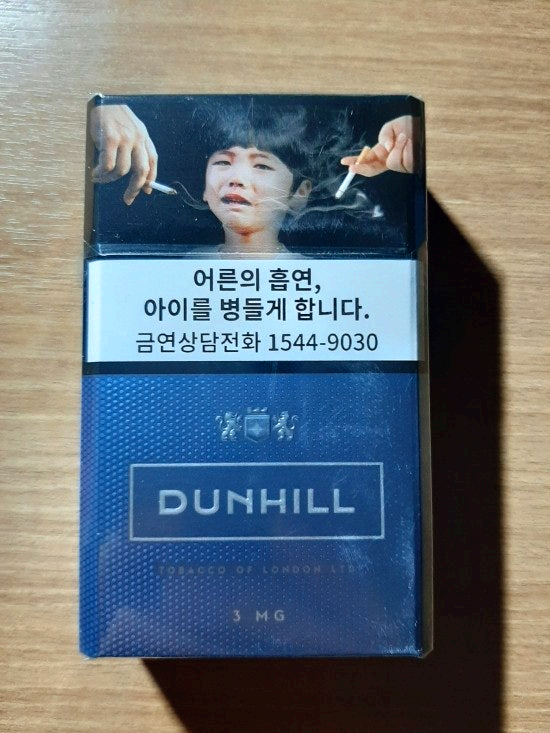 어른의 흡연,
아이를 병들게 합니다.
금연상담전화 1544-9030
DUNHILL
TOBACCO OF LONDON LTD
3 MG